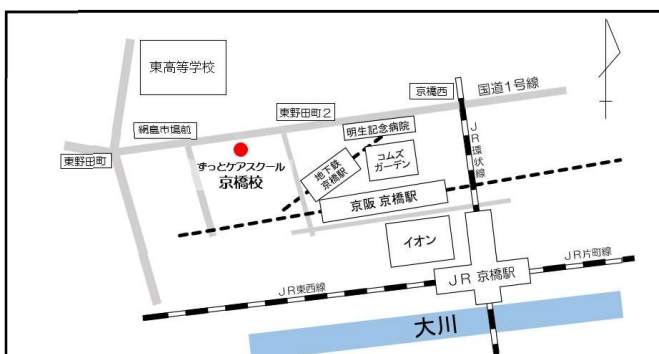 東高等学校
京橋西
国道1号線
東野田町2
網島市場前
明生記念病院
JR環状線
東野田町
ずっとケアスクール
京橋校
地下鉄
京橋駅
コムズ
ガーデン
京阪 京橋駅
イオン
JR東西線
JR京橋駅
JR片町線
大川